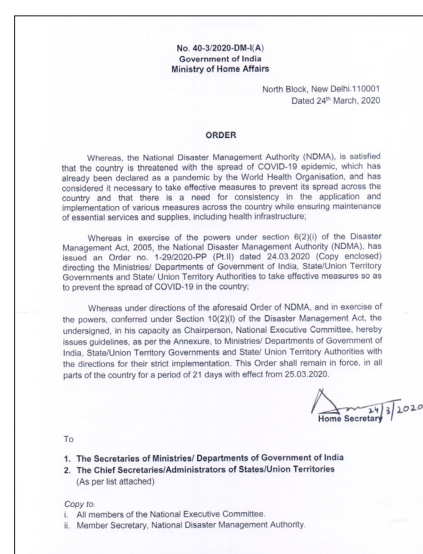 No. 40-3/2020-DM-I(A)
Government of India
Ministry of Home Affairs
North Block, New Delhi-110001
Dated 24th March, 2020
ORDER
Whereas, the National Disaster Management Authority (NDMA), is satisfied
that the country is threatened with the spread of COVID-19 epidemic, which has
already been declared as a pandemic by the World Health Organisation, and has
considered it necessary to take effective measures to prevent its spread across the
country and that there is a need for consistency in the application and
implementation of various measures across the country while ensuring maintenance
of essential services and supplies, including health infrastructure;
Whereas in exercise of the powers under section 6(2)(i) of the Disaster
Management Act, 2005, the National Disaster Management Authority (NDMA), has
issued an Order no. 1-29/2020-PP (Pt.II) dated 24.03.2020 (Copy enclosed)
directing the Ministries/ Departments of Government of India, State/Union Territory
Governments and State/ Union Territory Authorities to take effective measures so as
to prevent the spread of COVID-19 in the country;
Whereas under directions of the aforesaid Order of NDMA, and in exercise of
the powers, conferred under Section 10(2)(l) of the Disaster Management Act, the
undersigned, in his capacity as Chairperson, National Executive Committee, hereby
issues guidelines, as per the Annexure, to Ministries/ Departments of Government of
India, State/Union Territory Governments and State/ Union Territory Authorities with
the directions for their strict implementation. This Order shall remain in force, in all
parts of the country for a period of 21 days with effect from 25.03.2020.
24/3/2020
Home Secretary
To
1. The Secretaries of Ministries/ Departments of Government of India
2. The Chief Secretaries/Administrators of States/Union Territories
(As per list attached)
Copy to:
i. All members of the National Executive Committee.
ii. Member Secretary, National Disaster Management Authority.